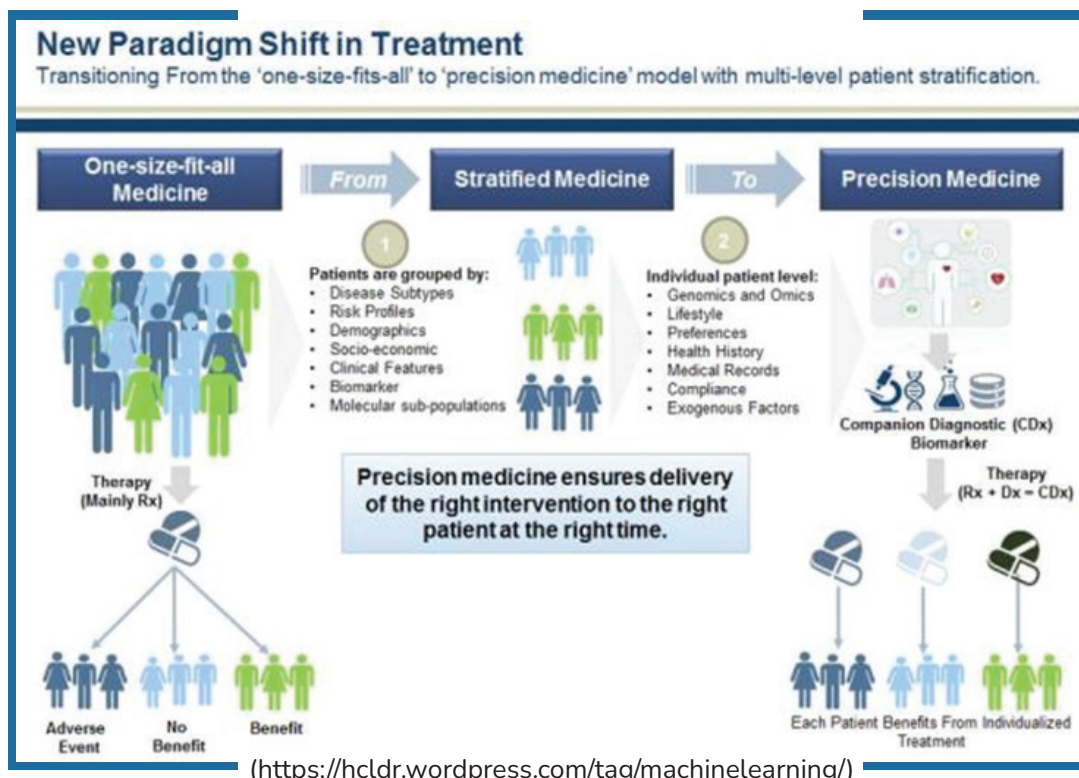 New Paradigm Shift in Treatment
Transitioning From the 'one-size-fits-all' to 'precision medicine' model with multi-level patient stratification.
One-size-fit-all
Medicine
From
Stratified Medicine
To
Precision Medicine
1
Patients are grouped by:
• Disease Subtypes
• Risk Profiles
• Demographics
• Socio-economic
• Clinical Features
• Biomarker
• Molecular sub-populations
2
Individual patient level:
• Genomics and Omics
• Lifestyle
• Preferences
• Health History
• Medical Records
• Compliance
• Exogenous Factors
Companion Diagnostic (CDx)
Biomarker
Therapy
(Mainly Rx)
Precision medicine ensures delivery
of the right intervention to the right
patient at the right time.
Therapy
(Rx + Dx = CDx)
Adverse
Event
No
Benefit
Benefit
Each Patient Benefits From Individualized
Treatment
(https://hcldr.wordpress.com/tag/machinelearning/)